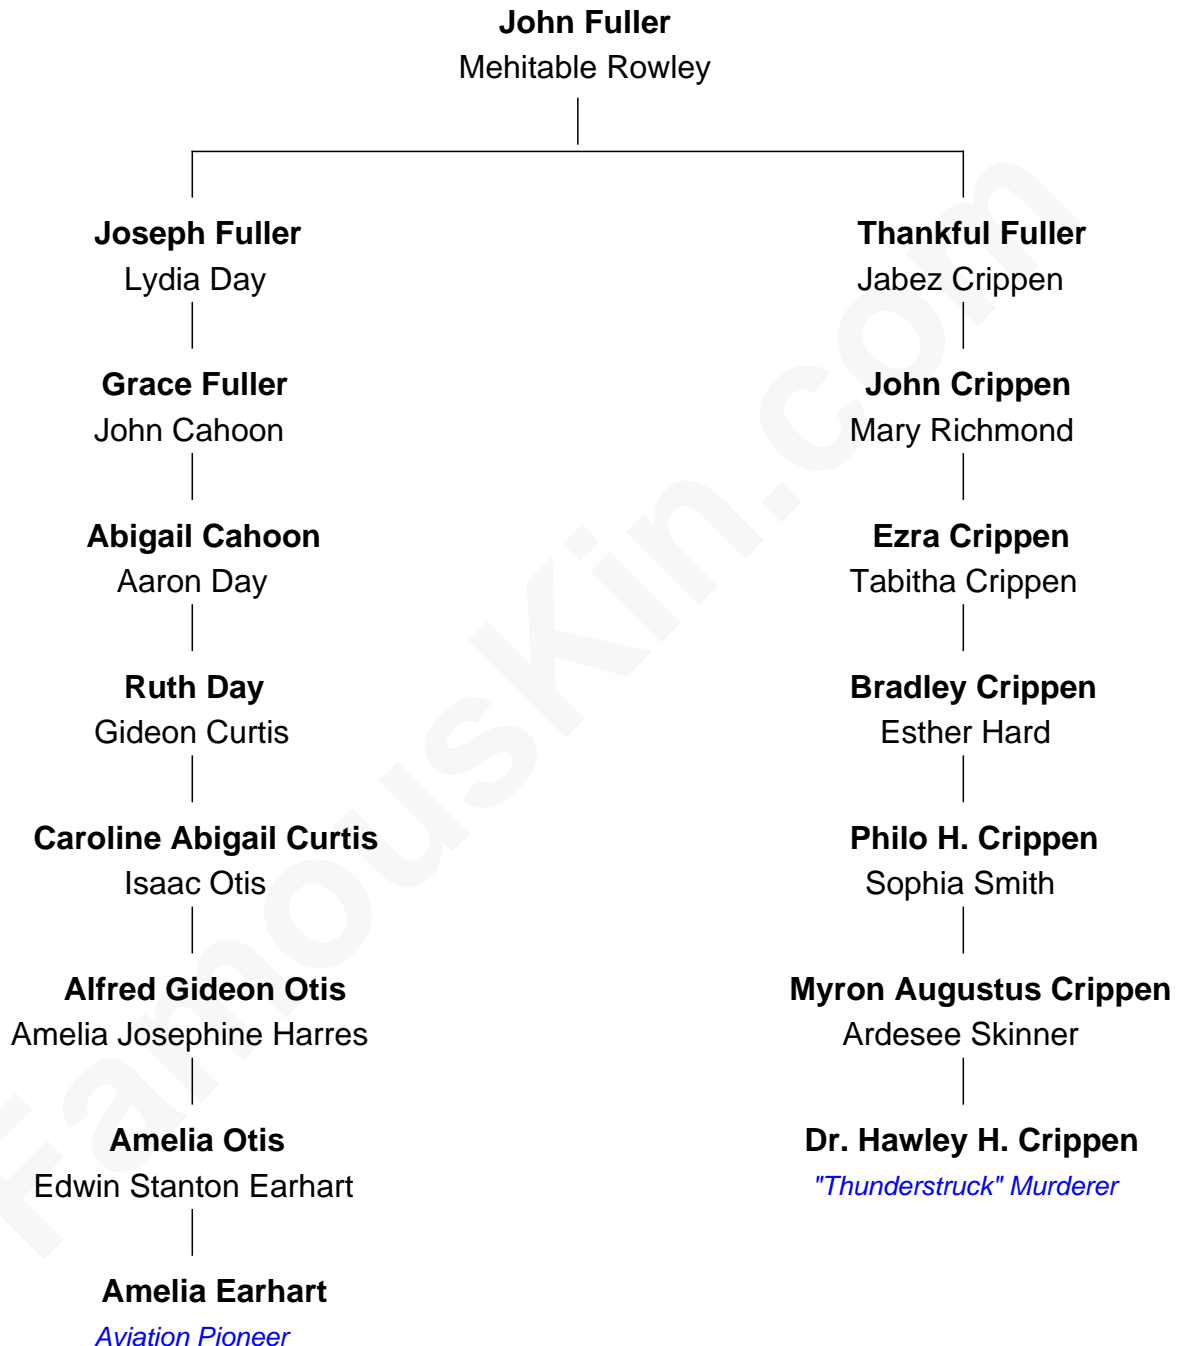 John Fuller
Mehitable Rowley
Joseph Fuller
Lydia Day
Grace Fuller
John Cahoon
Abigail Cahoon
Aaron Day
Ruth Day
Gideon Curtis
Caroline Abigail Curtis
Isaac Otis
Alfred Gideon Otis
Amelia Josephine Harres
Amelia Otis
Edwin Stanton Earhart
Amelia Earhart
Aviation Pioneer
Thankful Fuller
Jabez Crippen
John Crippen
Mary Richmond
Ezra Crippen
Tabitha Crippen
Bradley Crippen
Esther Hard
Philo H. Crippen
Sophia Smith
Myron Augustus Crippen
Ardesee Skinner
Dr. Hawley H. Crippen
"Thunderstruck" Murderer
FamousKin.com